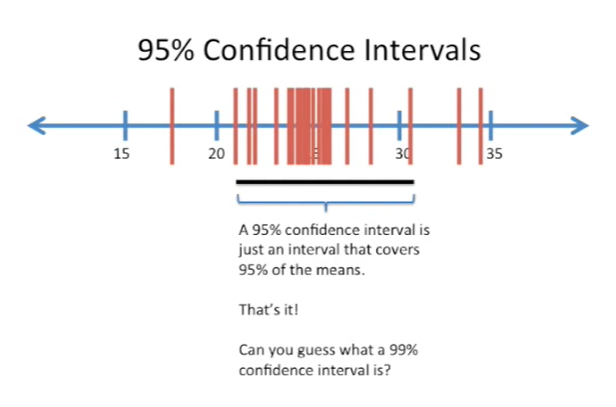 95% Confidence Intervals
15 20 30 35
A 95% confidence interval is
just an interval that covers
95% of the means.
That's it!
Can you guess what a 99%
confidence interval is?